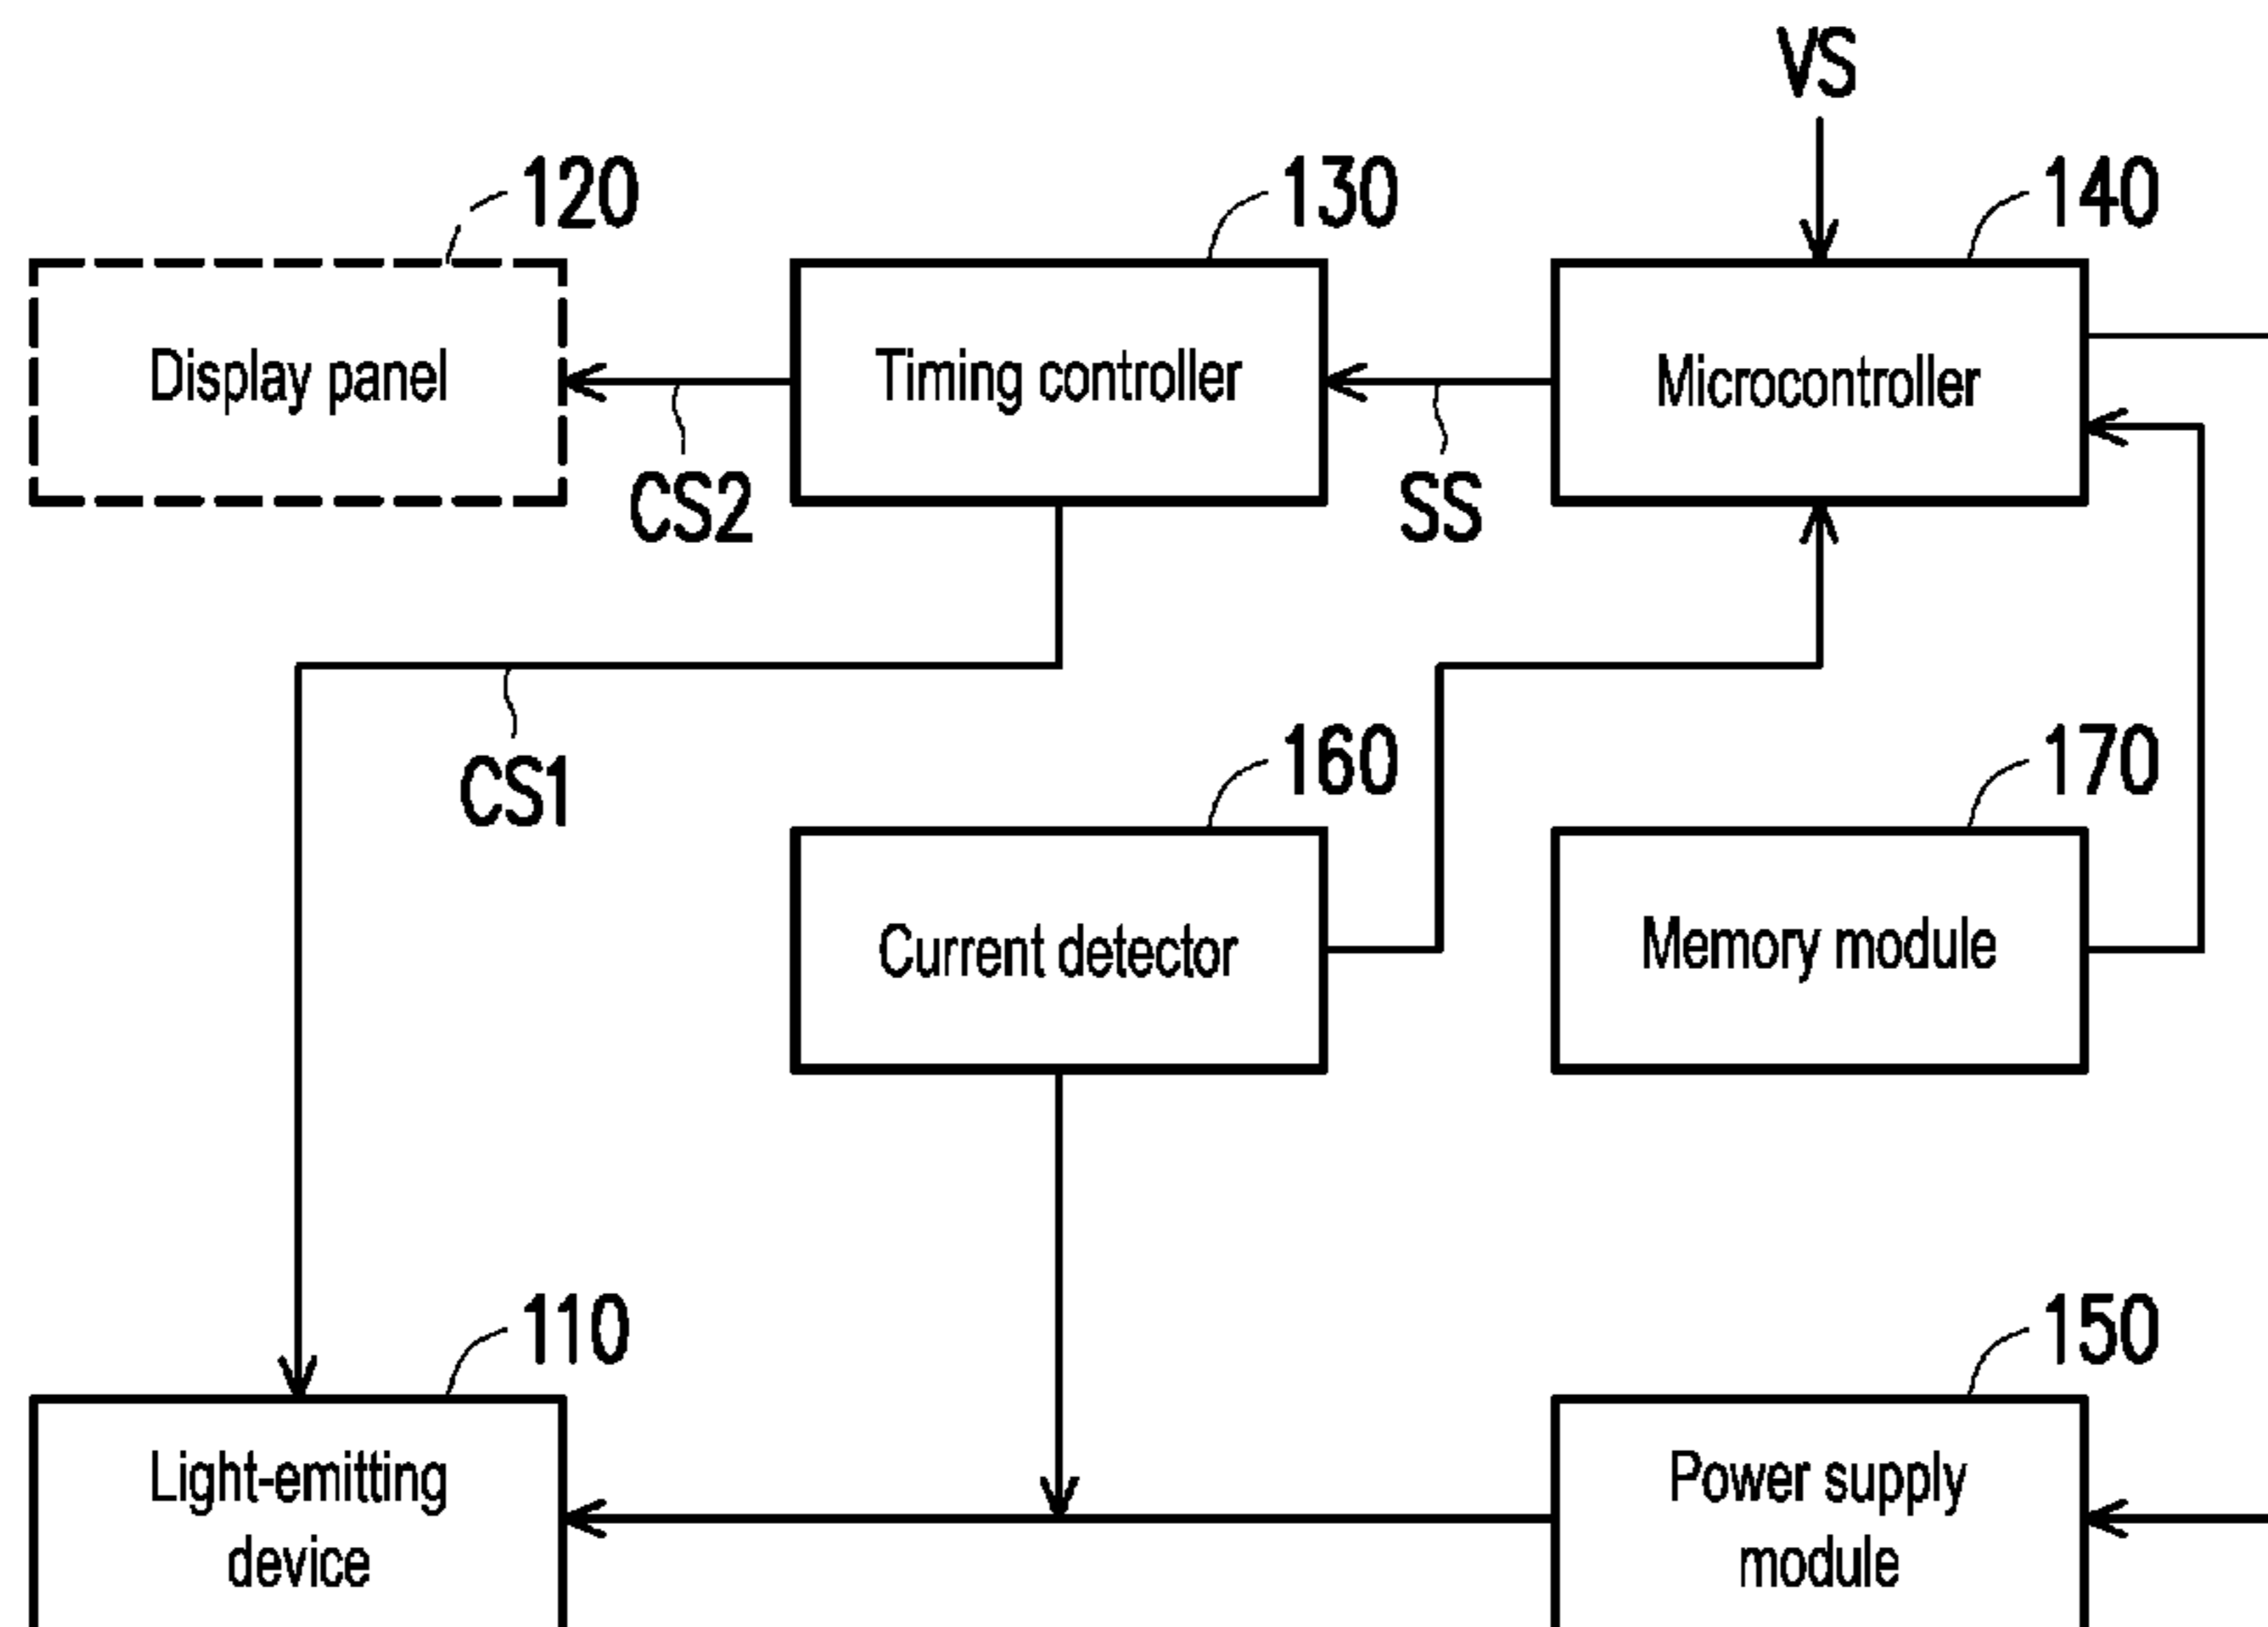 VS
120
130
140
Display panel
Timing controller
Microcontroller
CS2
SS
CS1
160
170
Current detector
Memory module
110
150
Light-emitting
device
Power supply
module